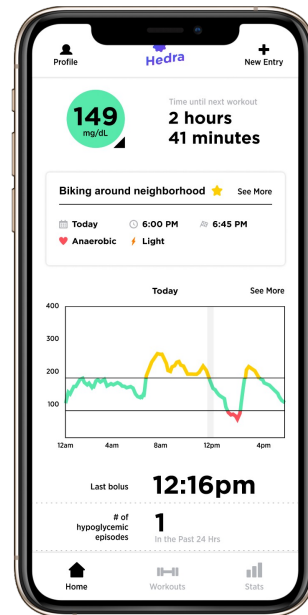 Profile
Hedra
New Entry
149
mg/dL
Time until next workout
2 hours
41 minutes
Biking around neighborhood
See More
Today
6:00 PM
6:45 PM
Anaerobic
Light
Today
See More
400
300
200
100
12am
4am
8am
12pm
4pm
Last bolus
12:16pm
# of
hypoglycemic
episodes
1
In the Past 24 Hrs
Home
Workouts
Stats